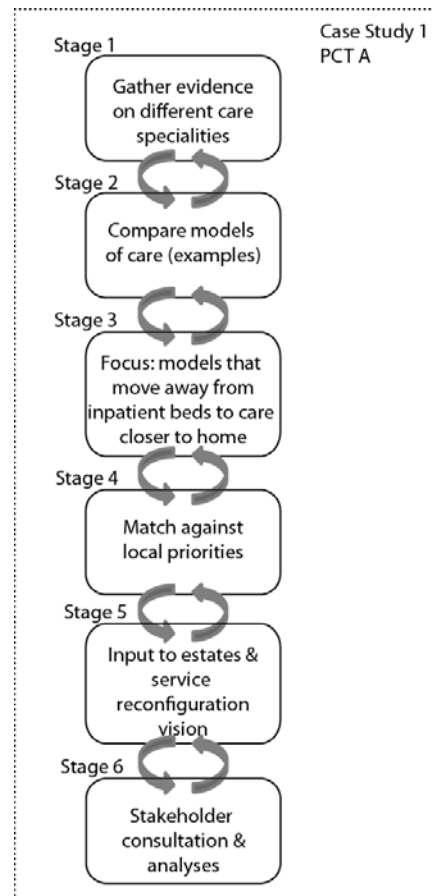 Case Study 1
PCT A
Stage 1
Gather evidence
on different care
specialities
Stage 2
Compare models
of care (examples)
Stage 3
Focus: models that
move away from
inpatient beds to care
closer to home
Stage 4
Match against
local priorities
Stage 5
Input to estates &
service
reconfiguration
vision
Stage 6
Stakeholder
consultation &
analyses